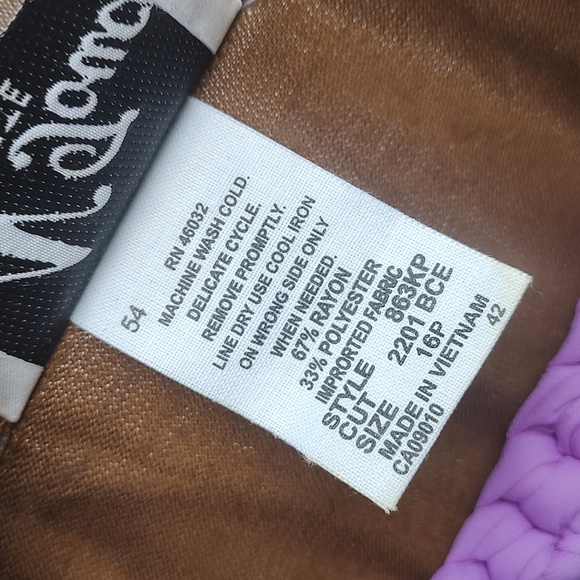 54
RN 46032
MACHINE WASH COLD.
DELICATE CYCLE.
REMOVE PROMPTLY.
LINE DRY USE COOL IRON
ON WRONG SIDE ONLY
WHEN NEEDED.
67% RAYON
33% POLYESTER
IMPORTED FABRIC
STYLE 863KP
CUT 2201 BCE
SIZE 16P
MADE IN VIETNAM
CA09010 42